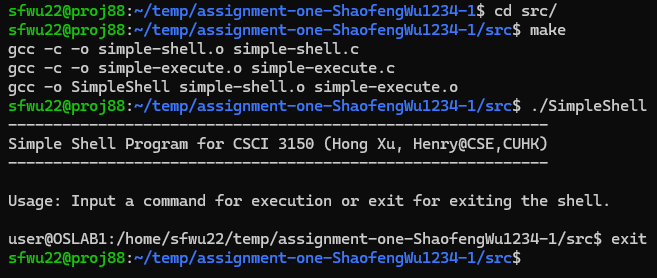 sfwu22@proj88:~/temp/assignment-one-ShaofengWu1234-1$ cd src/
sfwu22@proj88:~/temp/assignment-one-ShaofengWu1234-1/src$ make
gcc -c -o simple-shell.o simple-shell.c
gcc -c -o simple-execute.o simple-execute.c
gcc -o SimpleShell simple-shell.o simple-execute.o
sfwu22@proj88:~/temp/assignment-one-ShaofengWu1234-1/src$ ./SimpleShell
------------------------------------------------------------
Simple Shell Program for CSCI 3150 (Hong Xu, Henry@CSE,CUHK)
------------------------------------------------------------
Usage: Input a command for execution or exit for exiting the shell.
user@OSLAB1:/home/sfwu22/temp/assignment-one-ShaofengWu1234-1/src$ exit
sfwu22@proj88:~/temp/assignment-one-ShaofengWu1234-1/src$